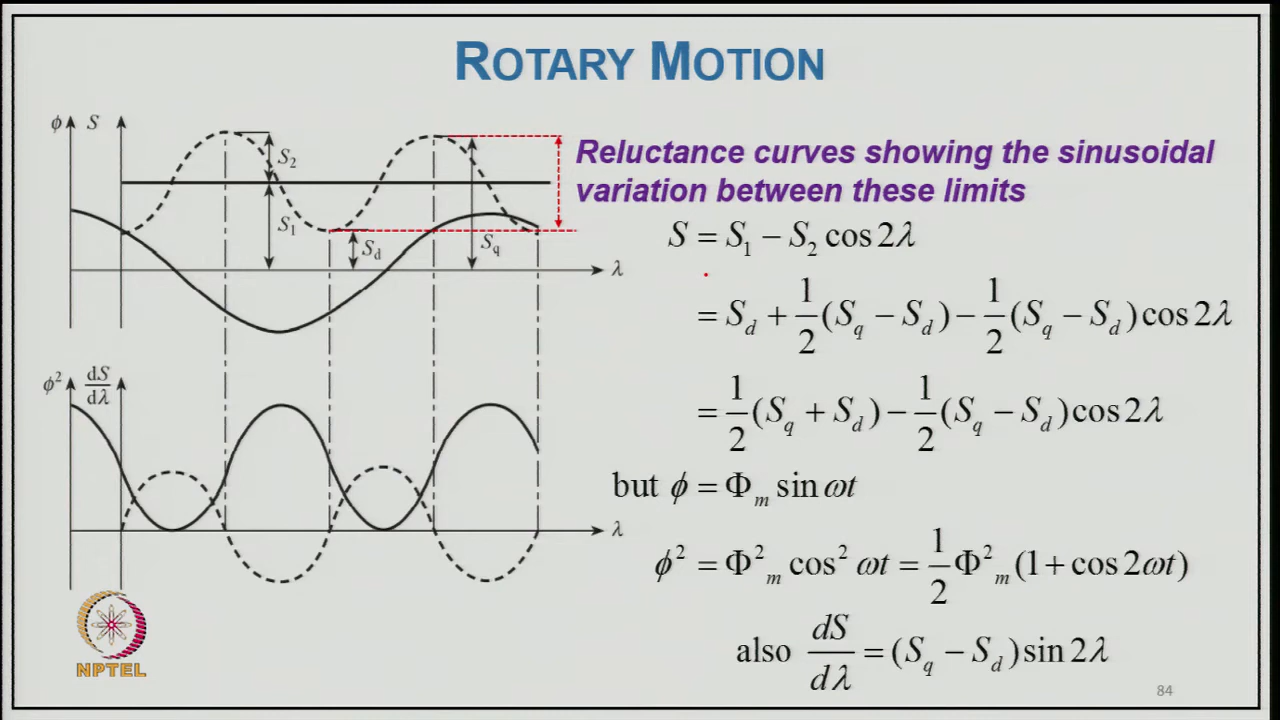 ROTARY MOTION
ϕ S
S₂
S₁
S_d
S_q
λ
ϕ² dS/dλ
λ
Reluctance curves showing the sinusoidal
variation between these limits
S = S₁ − S₂ cos 2λ
= S_d + 1/2 (S_q − S_d) − 1/2 (S_q − S_d) cos 2λ
= 1/2 (S_q + S_d) − 1/2 (S_q − S_d) cos 2λ
but ϕ = Φ_m sin ωt
ϕ² = Φ²_m cos² ωt = 1/2 Φ²_m (1 + cos 2ωt)
also dS/dλ = (S_q − S_d) sin 2λ
NPTEL
84